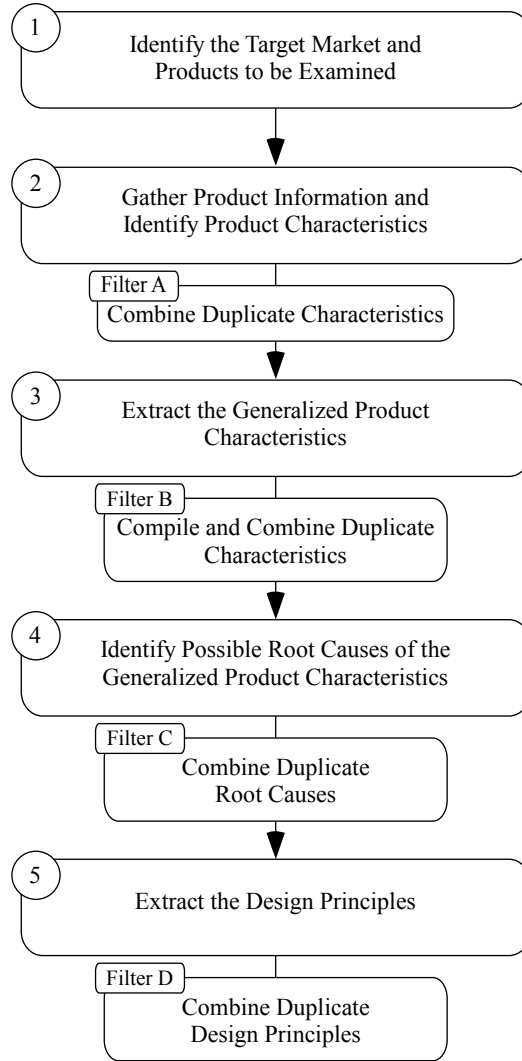 1
Identify the Target Market and
Products to be Examined
2
Gather Product Information and
Identify Product Characteristics
Filter A
Combine Duplicate Characteristics
3
Extract the Generalized Product
Characteristics
Filter B
Compile and Combine Duplicate
Characteristics
4
Identify Possible Root Causes of the
Generalized Product Characteristics
Filter C
Combine Duplicate
Root Causes
5
Extract the Design Principles
Filter D
Combine Duplicate
Design Principles